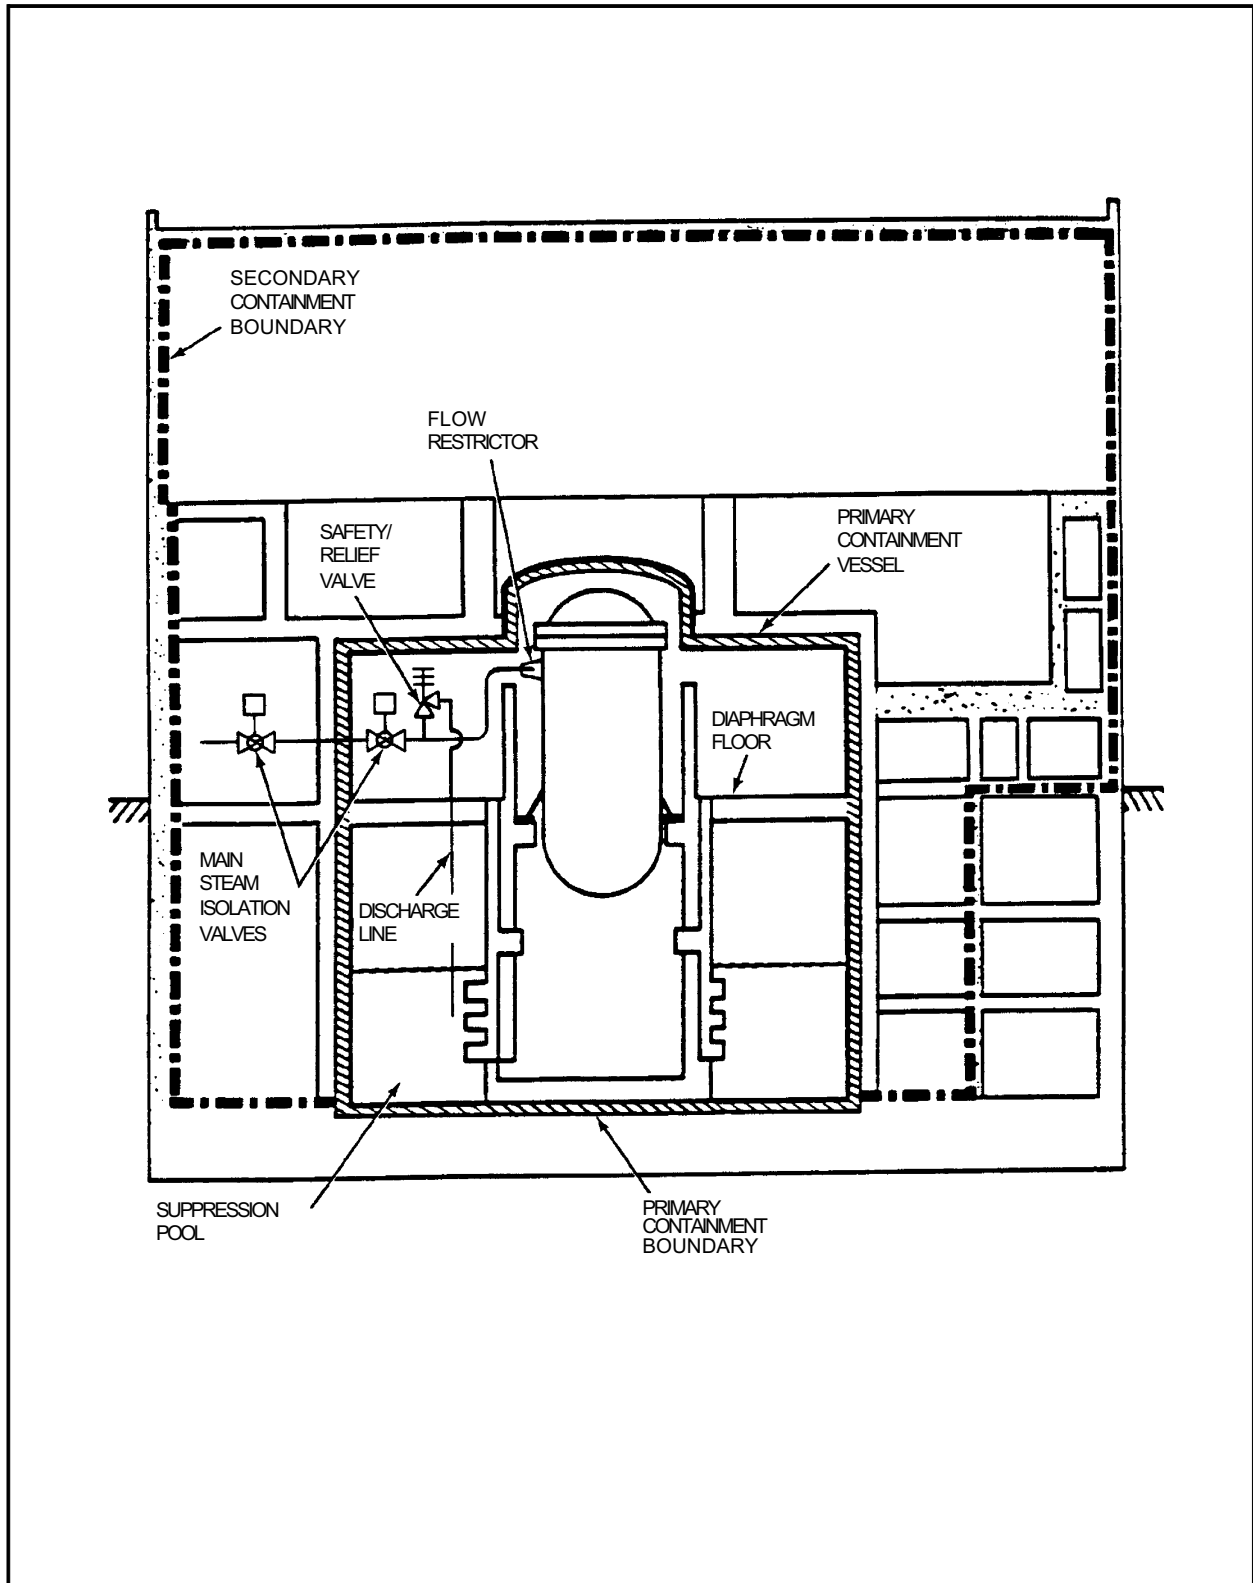 SECONDARY
CONTAINMENT
BOUNDARY
FLOW
RESTRICTOR
SAFETY/
RELIEF
VALVE
PRIMARY
CONTAINMENT
VESSEL
DIAPHRAGM
FLOOR
MAIN
STEAM
ISOLATION
VALVES
DISCHARGE
LINE
SUPPRESSION
POOL
PRIMARY
CONTAINMENT
BOUNDARY